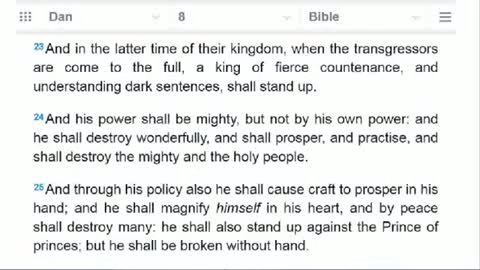 Dan 8 Bible
23And in the latter time of their kingdom, when the transgressors
are come to the full, a king of fierce countenance, and
understanding dark sentences, shall stand up.
24And his power shall be mighty, but not by his own power: and
he shall destroy wonderfully, and shall prosper, and practise, and
shall destroy the mighty and the holy people.
25And through his policy also he shall cause craft to prosper in his
hand; and he shall magnify himself in his heart, and by peace
shall destroy many: he shall also stand up against the Prince of
princes; but he shall be broken without hand.